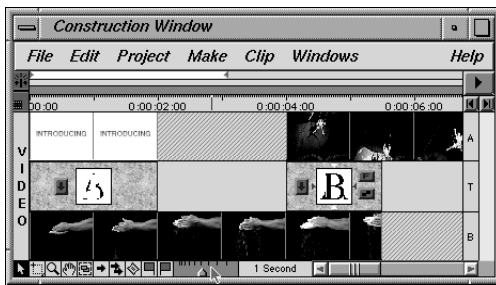 Construction Window
File Edit Project Make Clip Windows Help
00:00 0:00:02:00 0:00:04:00 0:00:06:00
INTRODUCING INTRODUCING
A
VIDEO
B
T
B
1 Second